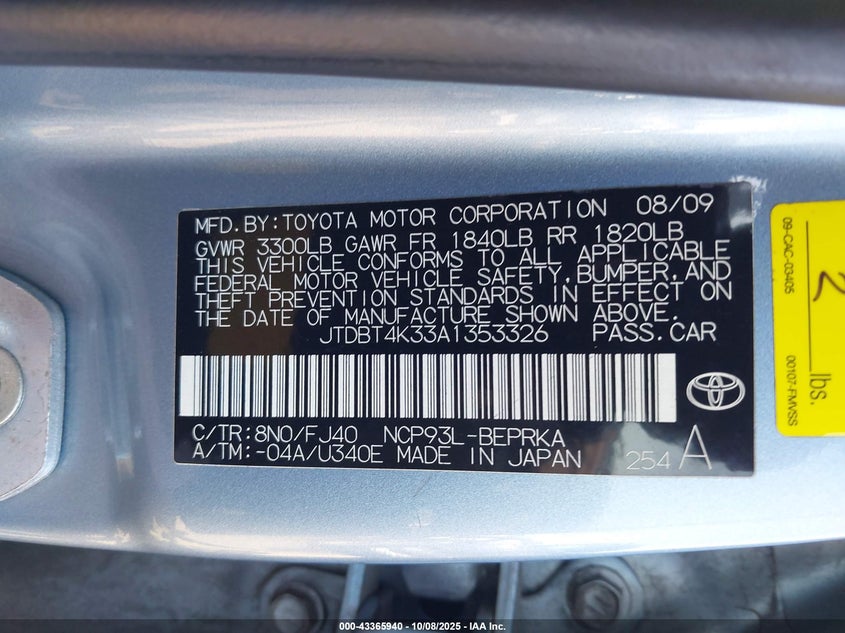 MFD.BY:TOYOTA MOTOR CORPORATION 08/09
GVWR 3300LB GAWR FR 1840LB RR 1820LB
THIS VEHICLE CONFORMS TO ALL APPLICABLE
FEDERAL MOTOR VEHICLE SAFETY,BUMPER,AND
THEFT PREVENTION STANDARDS IN EFFECT ON
THE DATE OF MANUFACTURE SHOWN ABOVE.
JTDBT4K33A1353326 PASS.CAR
C/TR:8N0/FJ40 NCP93L-BEPRKA
A/TM:-04A/U340E MADE IN JAPAN 254 A
09-CAC-03405
2 lbs.
00107-FMVSS
000-43365940 - 10/08/2025 - IAA Inc.